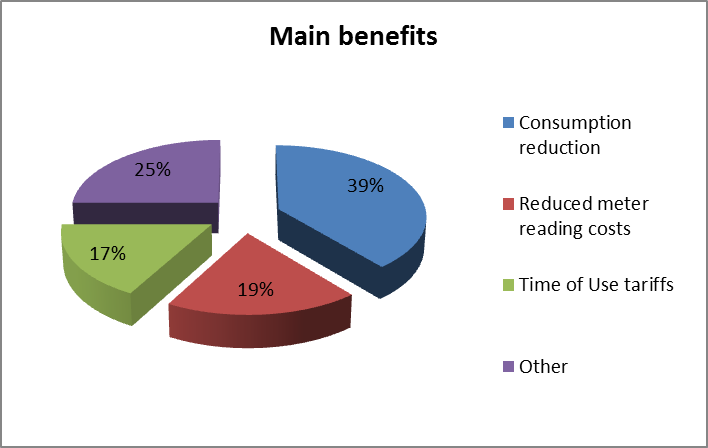 Main benefits
25%
39%
17%
19%
Consumption
reduction
Reduced meter
reading costs
Time of Use tariffs
Other